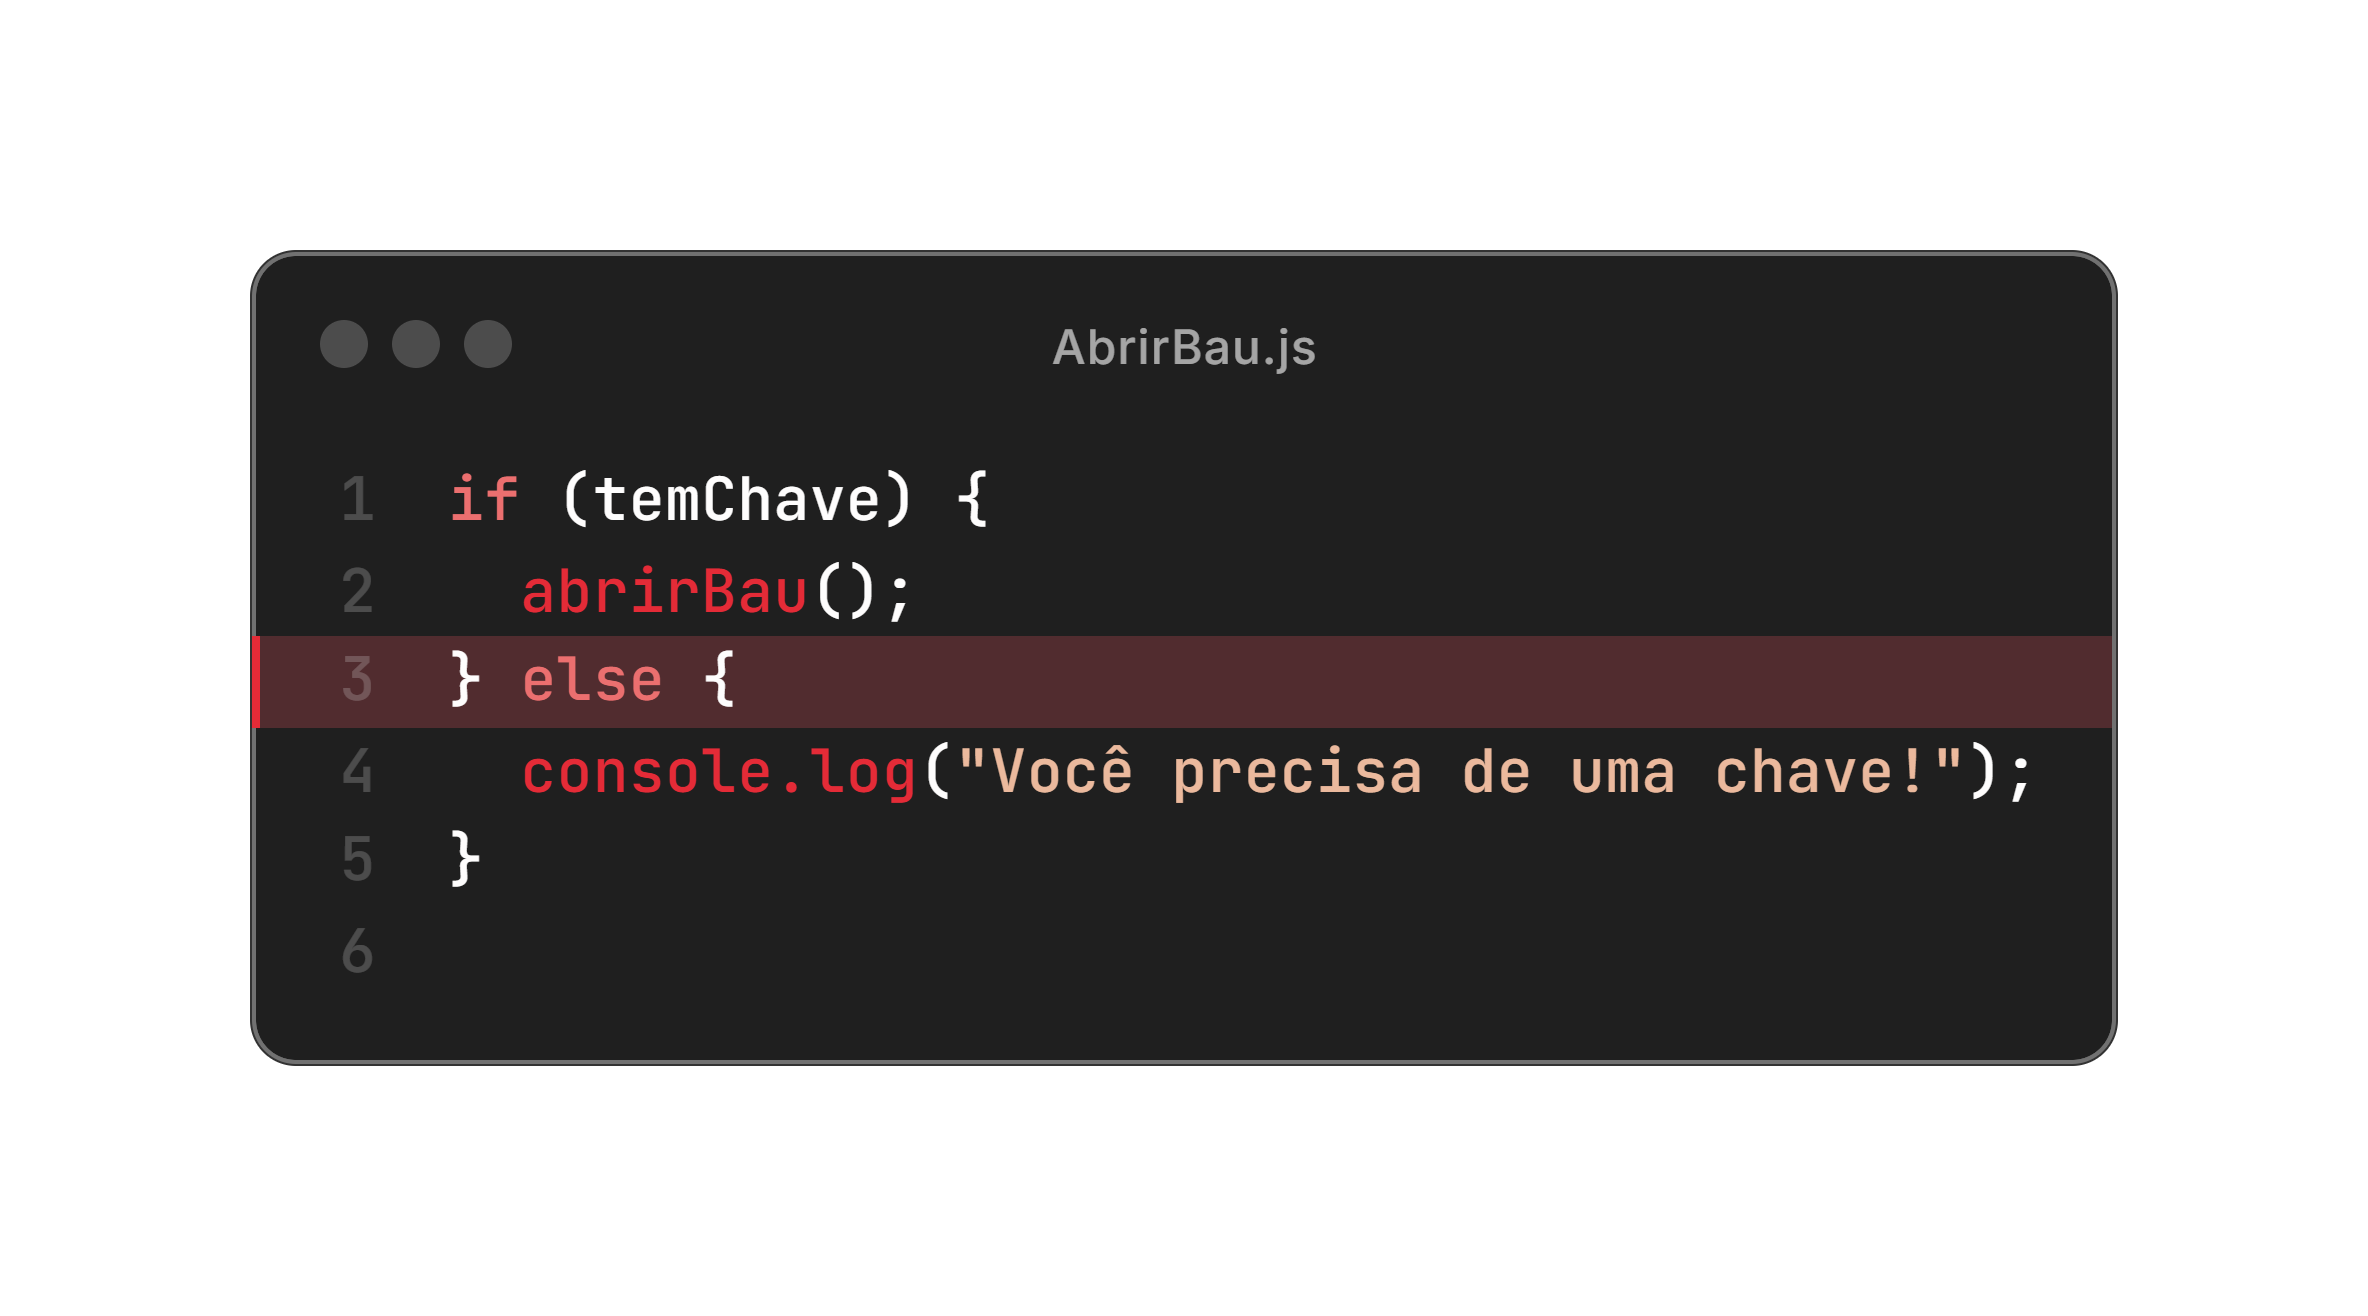 AbrirBau.js
1 if (temChave) {
2   abrirBau();
3 } else {
4   console.log("Você precisa de uma chave!");
5 }
6